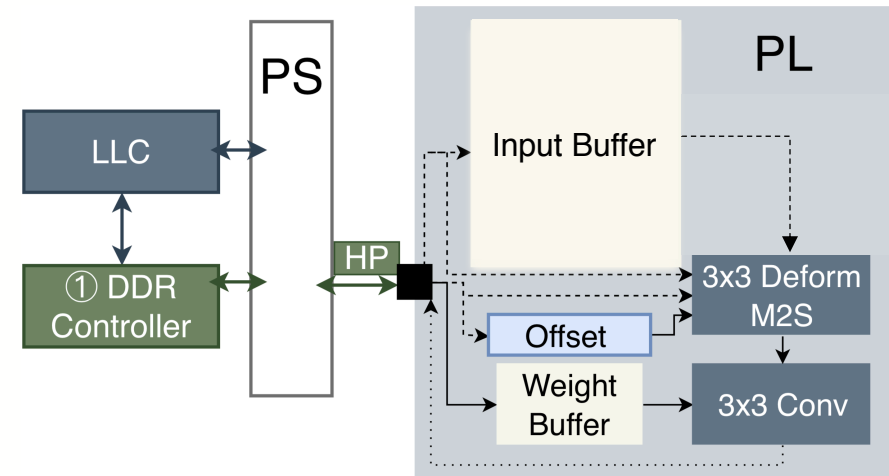 PS
PL
LLC
Input Buffer
HP
① DDR
Controller
3x3 Deform
M2S
Offset
Weight
Buffer
3x3 Conv